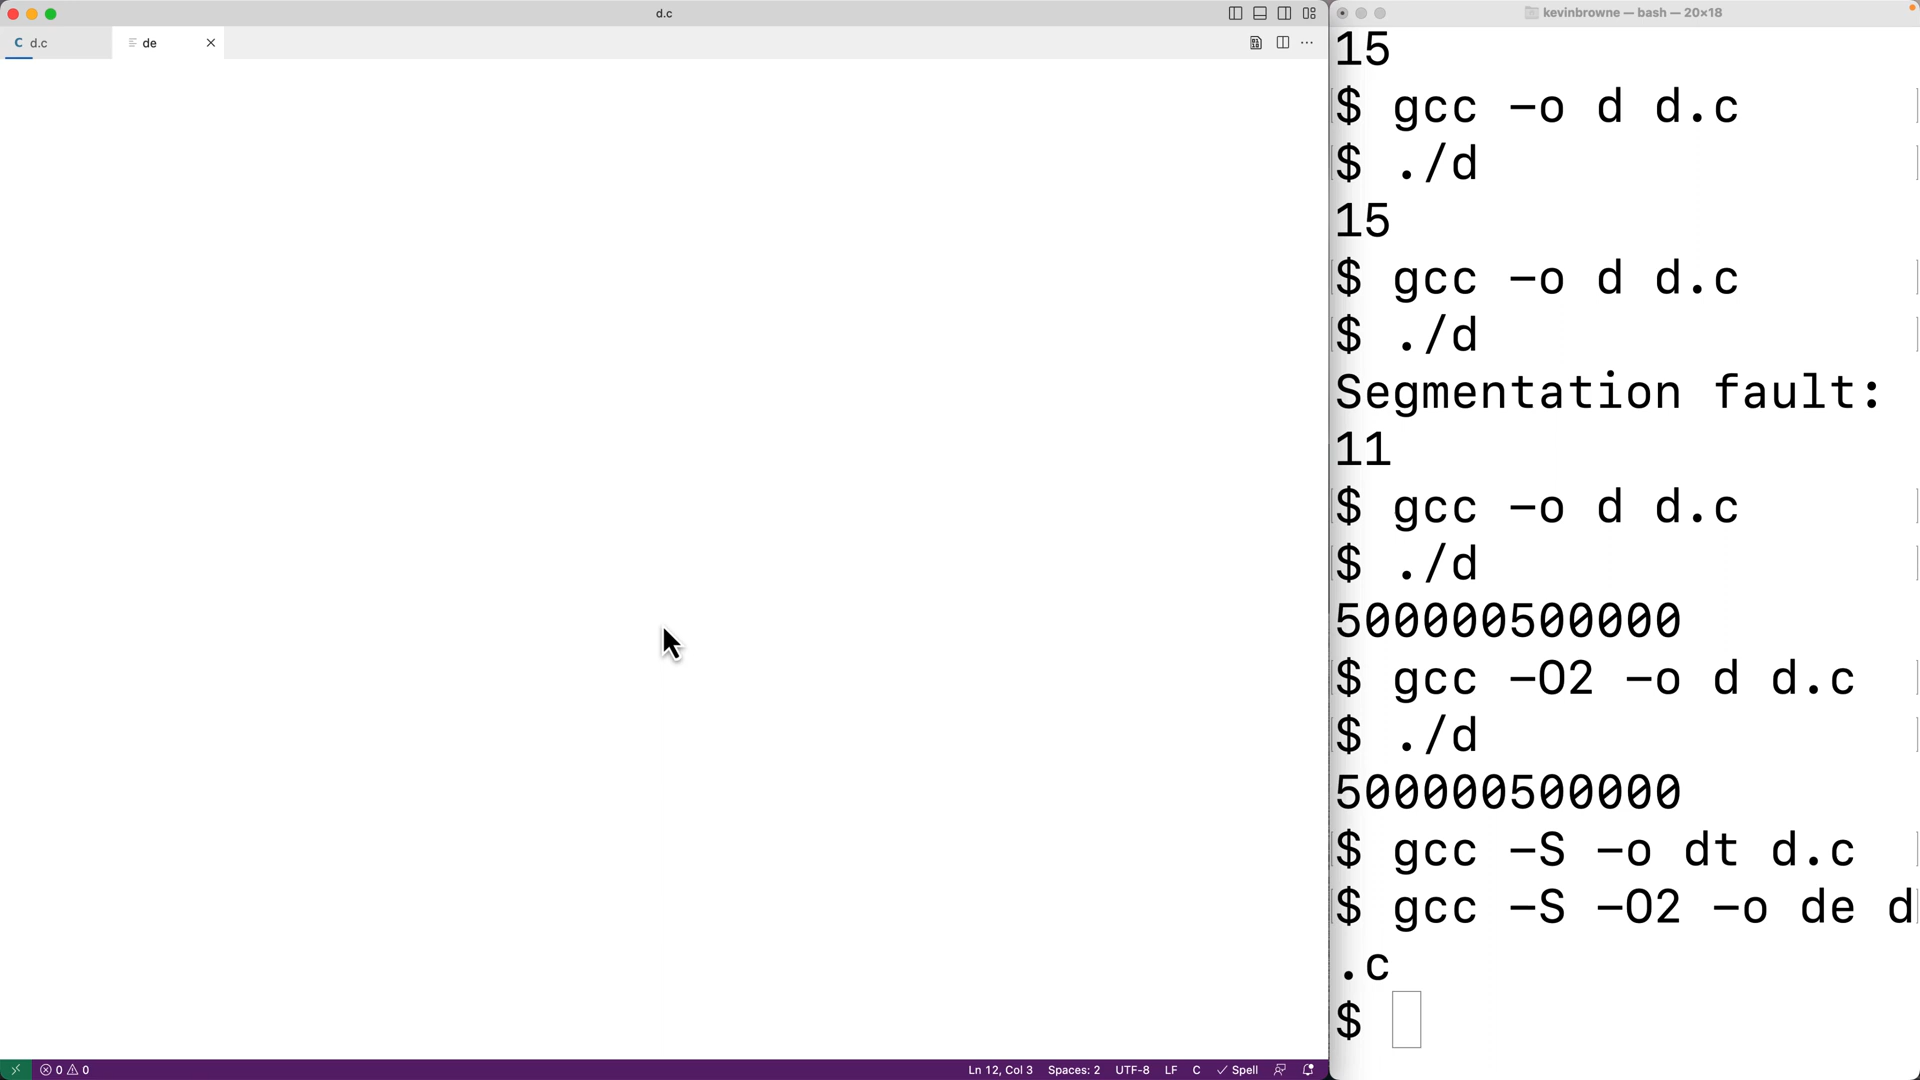 d.c
C d.c
de
kevinbrowne — bash — 20×18
15
$ gcc -o d d.c
$ ./d
15
$ gcc -o d d.c
$ ./d
Segmentation fault:
11
$ gcc -o d d.c
$ ./d
500000500000
$ gcc -O2 -o d d.c
$ ./d
500000500000
$ gcc -S -o dt d.c
$ gcc -S -O2 -o de d
.c
$
0 0
Ln 12, Col 3 Spaces: 2 UTF-8 LF C Spell